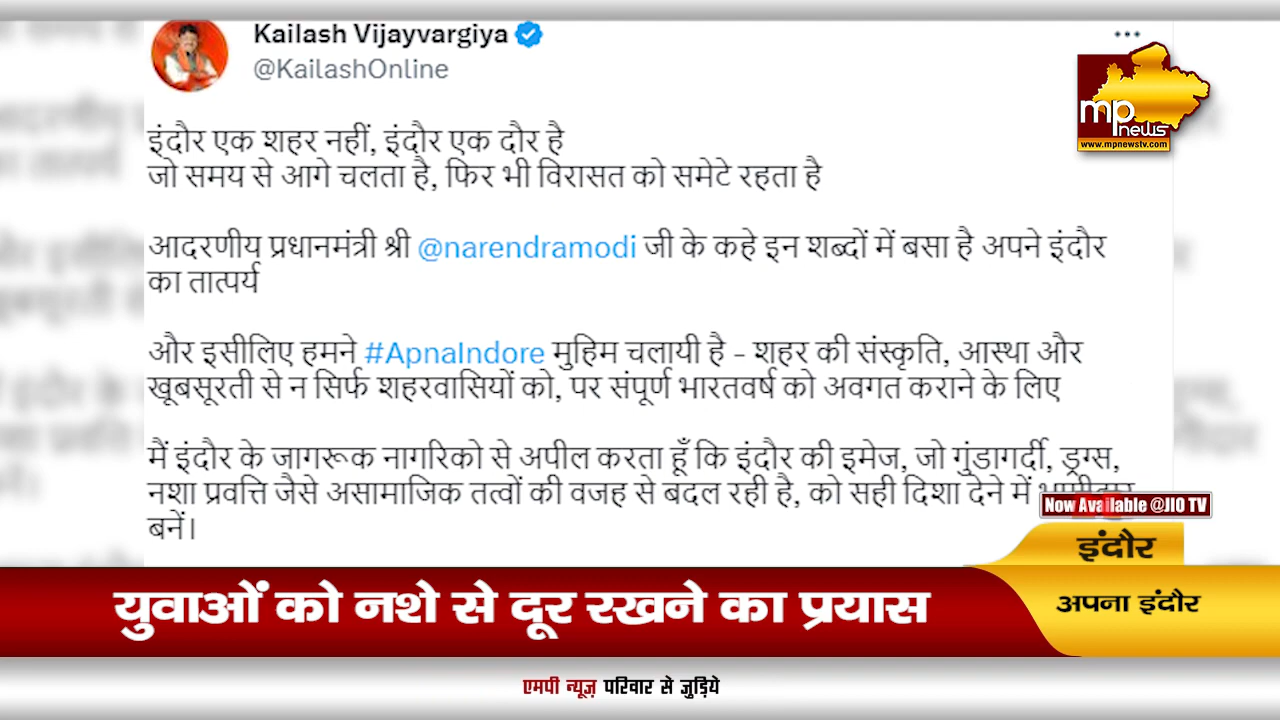 Kailash Vijayvargiya
@KailashOnline
mp news
www.mpnewstv.com
इंदौर एक शहर नहीं, इंदौर एक दौर है
जो समय से आगे चलता है, फिर भी विरासत को समेटे रहता है
आदरणीय प्रधानमंत्री श्री @narendramodi जी के कहे इन शब्दों में बसा है अपने इंदौर
का तात्पर्य
और इसीलिए हमने #ApnaIndore मुहिम चलायी है - शहर की संस्कृति, आस्था और
खूबसूरती से न सिर्फ शहरवासियों को, पर संपूर्ण भारतवर्ष को अवगत कराने के लिए
मैं इंदौर के जागरूक नागरिको से अपील करता हूँ कि इंदौर की इमेज, जो गुंडागर्दी, ड्रग्स,
नशा प्रवत्ति जैसे असामाजिक तत्वों की वजह से बदल रही है, को सही दिशा देने में
बनें।
Now Available @JIO TV
इंदौर
युवाओं को नशे से दूर रखने का प्रयास
अपना इंदौर
एमपी न्यूज़ परिवार से जुड़िये